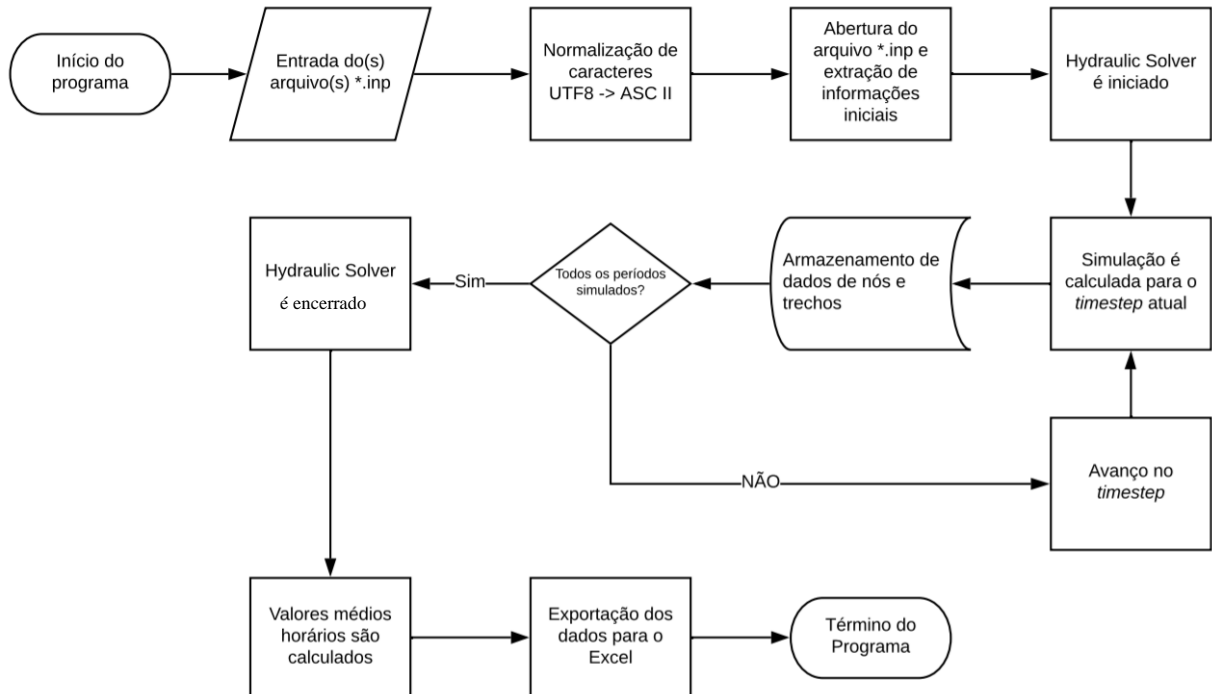 Início do
programa
Entrada do(s)
arquivo(s) *.inp
Normalização de
caracteres
UTF8 -> ASC II
Abertura do
arquivo *.inp e
extração de
informações
iniciais
Hydraulic Solver
é iniciado
Simulação é
calculada para o
timestep atual
Armazenamento de
dados de nós e
trechos
Todos os períodos
simulados?
Sim
Hydraulic Solver
é encerrado
NÃO
Avanço no
timestep
Valores médios
horários são
calculados
Exportação dos
dados para o
Excel
Término do
Programa